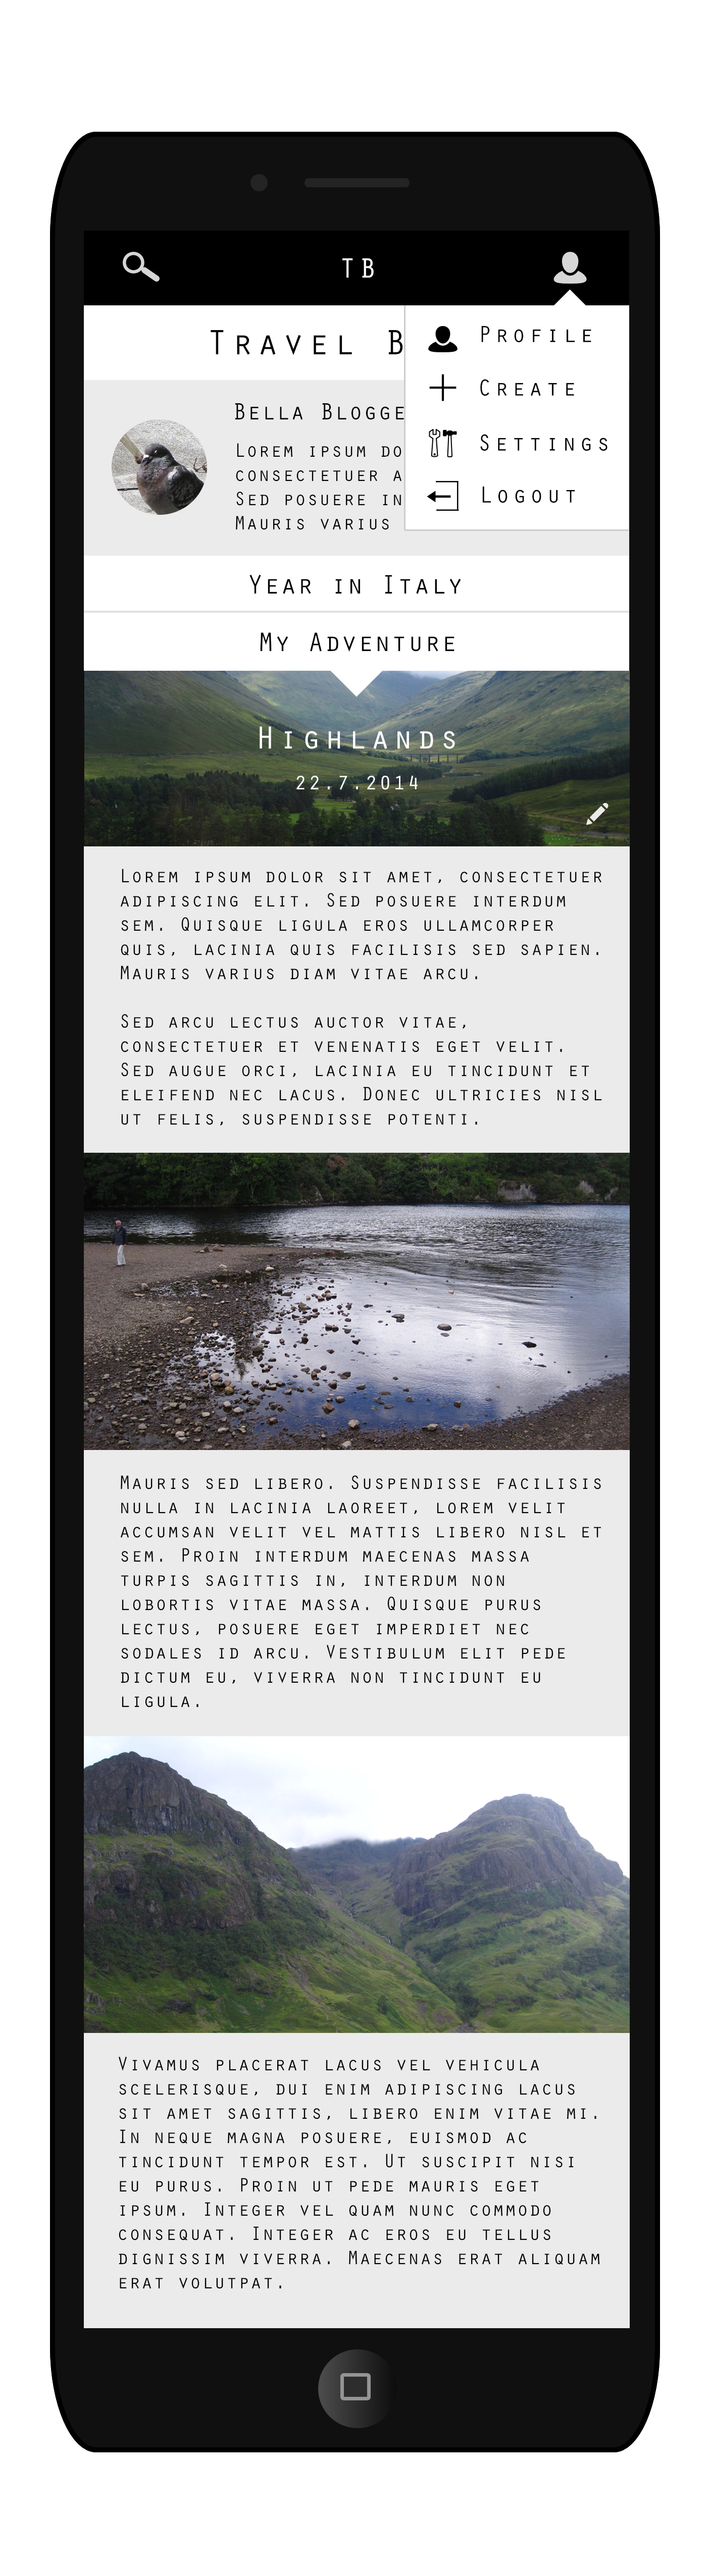 TB
Travel B
Profile
Create
Settings
Logout
Bella Blogge
Lorem ipsum do
consectetuer a
Sed posuere in
Mauris varius
Year in Italy
My Adventure
Highlands
22.7.2014
Lorem ipsum dolor sit amet, consectetuer
adipiscing elit. Sed posuere interdum
sem. Quisque ligula eros ullamcorper
quis, lacinia quis facilisis sed sapien.
Mauris varius diam vitae arcu.
Sed arcu lectus auctor vitae,
consectetuer et venenatis eget velit.
Sed augue orci, lacinia eu tincidunt et
eleifend nec lacus. Donec ultricies nisl
ut felis, suspendisse potenti.
Mauris sed libero. Suspendisse facilisis
nulla in lacinia laoreet, lorem velit
accumsan velit vel mattis libero nisl et
sem. Proin interdum maecenas massa
turpis sagittis in, interdum non
lobortis vitae massa. Quisque purus
lectus, posuere eget imperdiet nec
sodales id arcu. Vestibulum elit pede
dictum eu, viverra non tincidunt eu
ligula.
Vivamus placerat lacus vel vehicula
scelerisque, dui enim adipiscing lacus
sit amet sagittis, libero enim vitae mi.
In neque magna posuere, euismod ac
tincidunt tempor est. Ut suscipit nisi
eu purus. Proin ut pede mauris eget
ipsum. Integer vel quam nunc commodo
consequat. Integer ac eros eu tellus
dignissim viverra. Maecenas erat aliquam
erat volutpat.